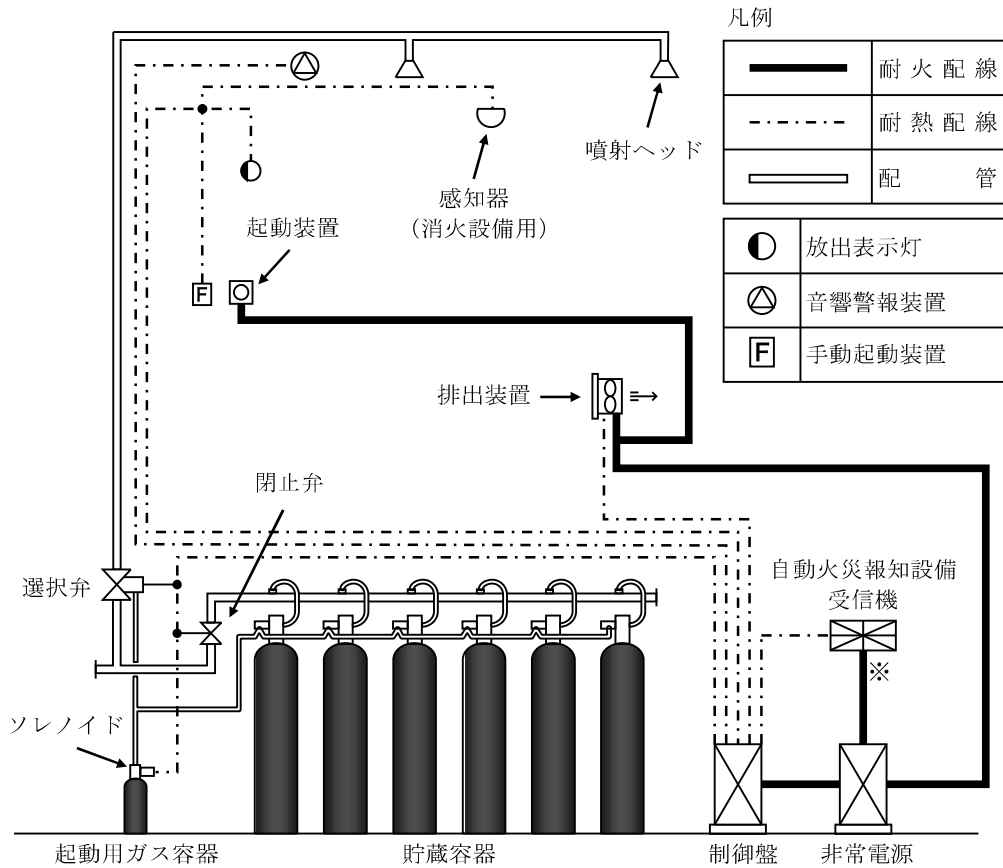 凡例
耐火配線
耐熱配線
配管
放出表示灯
音響警報装置
F 手動起動装置
噴射ヘッド
感知器
（消火設備用）
起動装置
F
排出装置
閉止弁
選択弁
自動火災報知設備
受信機
※
ソレノイド
起動用ガス容器
貯蔵容器
制御盤
非常電源